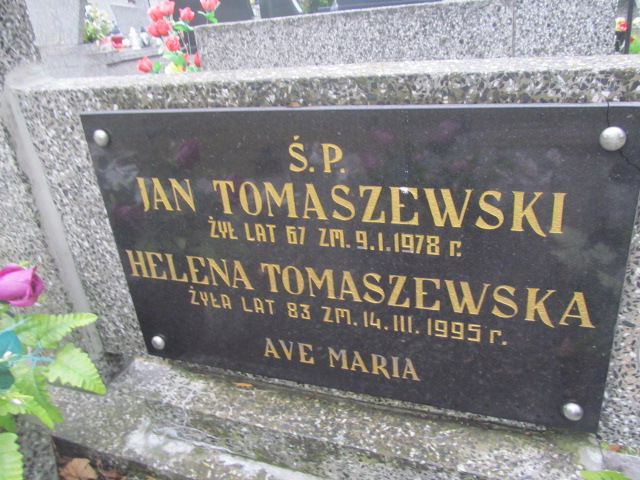 Ś.P.
JAN TOMASZEWSKI
ŻYŁ LAT 67 ZM. 9.I.1978 r.
HELENA TOMASZEWSKA
ŻYŁA LAT 83 ZM. 14.III.1995 r.
AVE MARIA